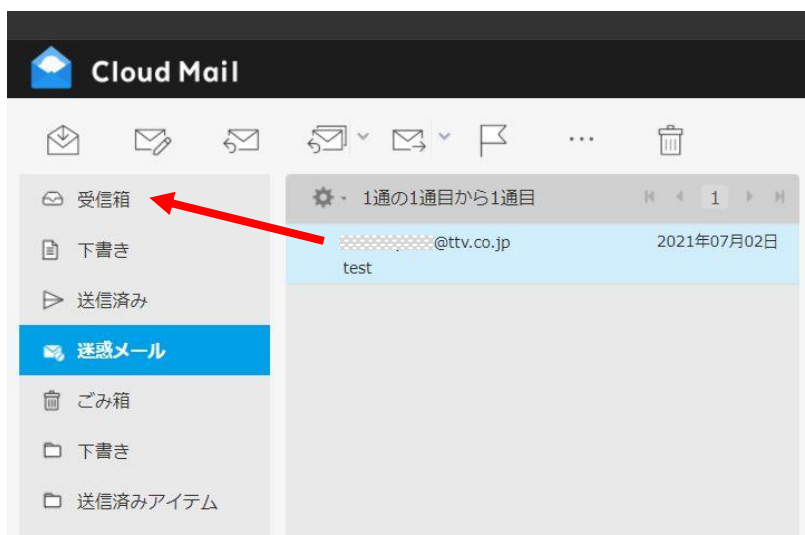 Cloud Mail
受信箱
下書き
送信済み
迷惑メール
ごみ箱
下書き
送信済みアイテム
1通の1通目から1通目
1
@ttv.co.jp
2021年07月02日
test